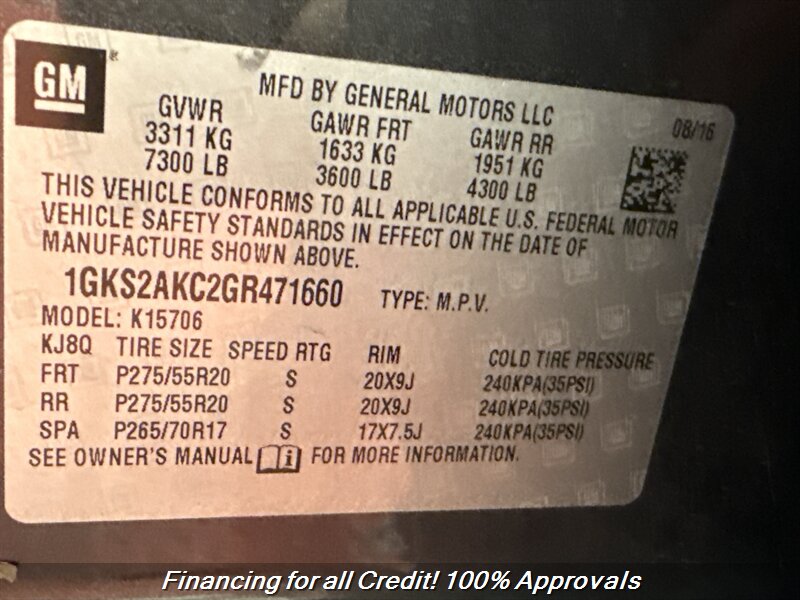 GM
MFD BY GENERAL MOTORS LLC
08/16
GVWR GAWR FRT GAWR RR
3311 KG 1633 KG 1951 KG
7300 LB 3600 LB 4300 LB
THIS VEHICLE CONFORMS TO ALL APPLICABLE U.S. FEDERAL MOTOR
VEHICLE SAFETY STANDARDS IN EFFECT ON THE DATE OF
MANUFACTURE SHOWN ABOVE.
1GKS2AKC2GR471660 TYPE: M.P.V.
MODEL: K15706
KJ8Q TIRE SIZE SPEED RTG RIM COLD TIRE PRESSURE
FRT P275/55R20 S 20X9J 240KPA(35PSI)
RR P275/55R20 S 20X9J 240KPA(35PSI)
SPA P265/70R17 S 17X7.5J 240KPA(35PSI)
SEE OWNER'S MANUAL i FOR MORE INFORMATION.
Financing for all Credit! 100% Approvals